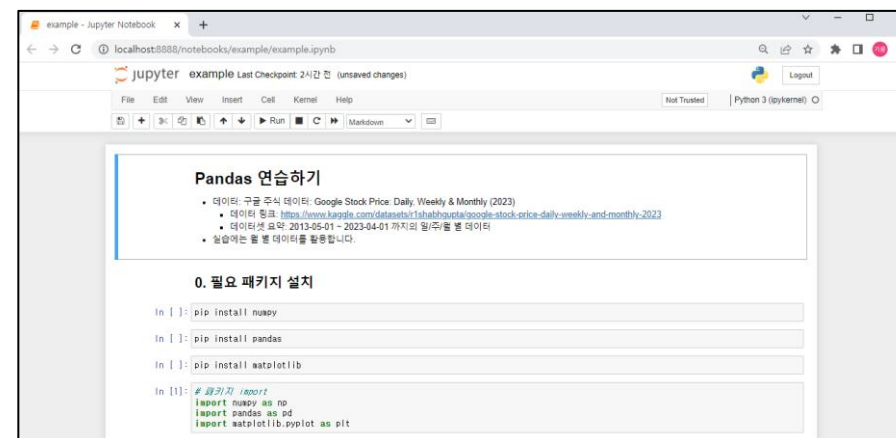 example - Jupyter Notebook
localhost:8888/notebooks/example/example.ipynb
jupyter example Last Checkpoint: 2시간 전 (unsaved changes)
Logout
File Edit View Insert Cell Kernel Help
Not Trusted Python 3 (ipykernel)
Run Markdown
Pandas 연습하기
데이터: 구글 주식 데이터: Google Stock Price: Daily, Weekly & Monthly (2023)
데이터 링크: https://www.kaggle.com/datasets/r1shabhgupta/google-stock-price-daily-weekly-and-monthly-2023
데이터셋 요약: 2013-05-01 ~ 2023-04-01 까지의 일/주/월 별 데이터
실습에는 월 별 데이터를 활용합니다.
0. 필요 패키지 설치
In [ ]: pip install numpy
In [ ]: pip install pandas
In [ ]: pip install matplotlib
In [1]: # 패키지 import
import numpy as np
import pandas as pd
import matplotlib.pyplot as plt